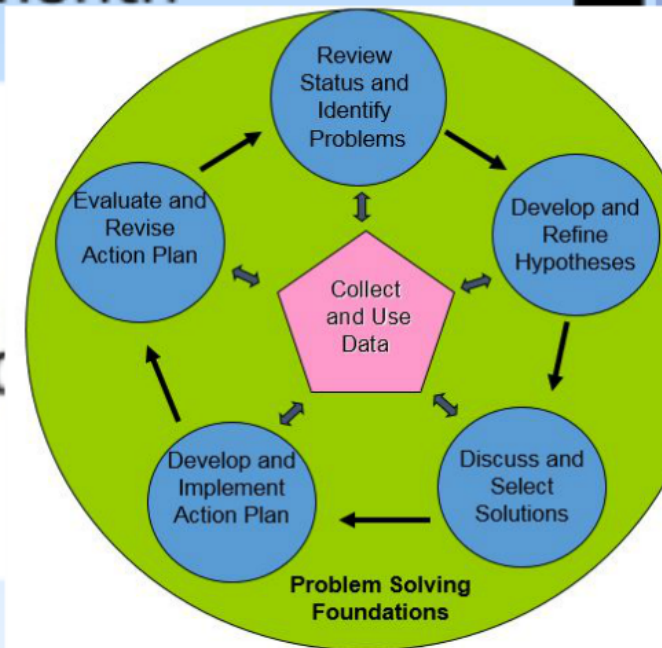 Review
Status and
Identify
Problems
Develop and
Refine
Hypotheses
Discuss and
Select
Solutions
Develop and
Implement
Action Plan
Evaluate and
Revise
Action Plan
Collect
and Use
Data
Problem Solving
Foundations